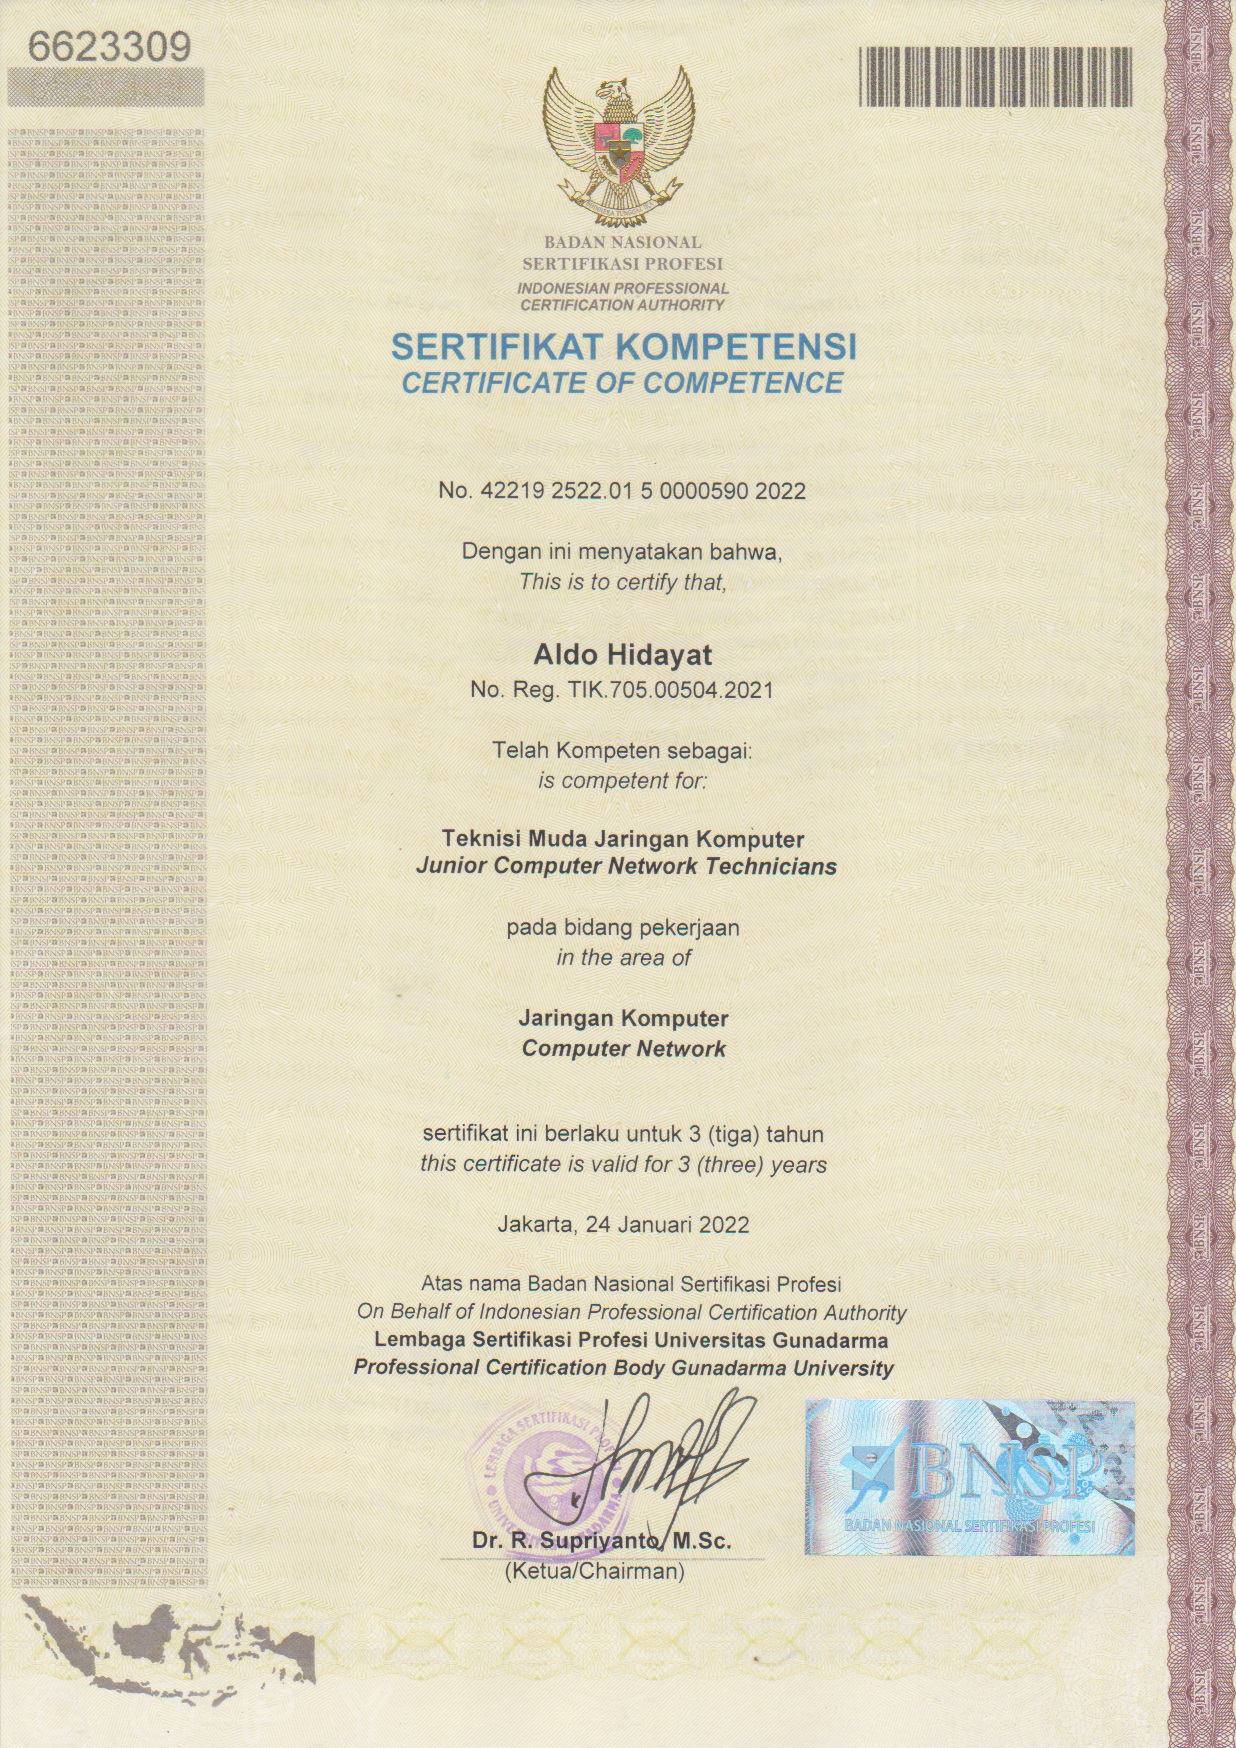 6623309
BADAN NASIONAL
SERTIFIKASI PROFESI
INDONESIAN PROFESSIONAL
CERTIFICATION AUTHORITY
SERTIFIKAT KOMPETENSI
CERTIFICATE OF COMPETENCE
No. 42219 2522.01 5 0000590 2022
Dengan ini menyatakan bahwa,
This is to certify that,
Aldo Hidayat
No. Reg. TIK.705.00504.2021
Telah Kompeten sebagai:
is competent for:
Teknisi Muda Jaringan Komputer
Junior Computer Network Technicians
pada bidang pekerjaan
in the area of
Jaringan Komputer
Computer Network
sertifikat ini berlaku untuk 3 (tiga) tahun
this certificate is valid for 3 (three) years
Jakarta, 24 Januari 2022
Atas nama Badan Nasional Sertifikasi Profesi
On Behalf of Indonesian Professional Certification Authority
Lembaga Sertifikasi Profesi Universitas Gunadarma
Professional Certification Body Gunadarma University
LEMBAGA SERTIFIKASI
BNSP
BADAN NASIONAL SERTIFIKASI PROFESI
Dr. R. Supriyanto, M.Sc.
(Ketua/Chairman)
COPY